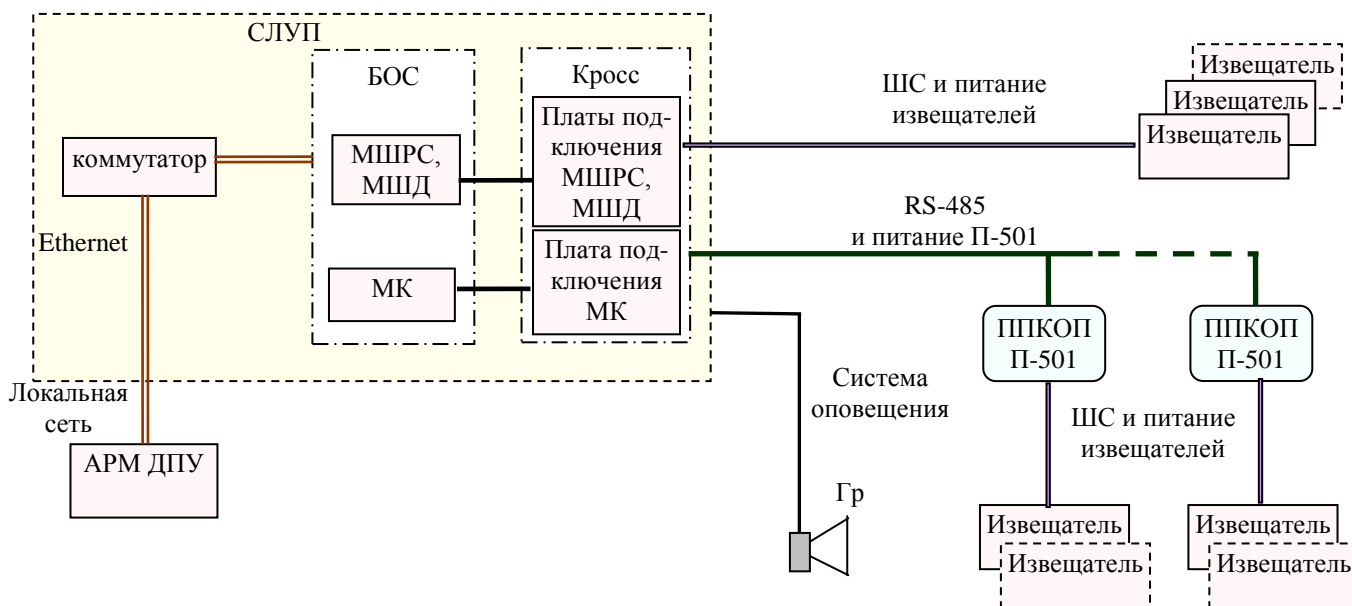 СЛУП
БОС
Кросс
коммутатор
МШРС,
МШД
Платы под-
ключения
МШРС,
МШД
ШС и питание
извещателей
Извещатель
Извещатель
Извещатель
Ethernet
МК
Плата под-
ключения
МК
RS-485
и питание П-501
ППКОП
П-501
ППКОП
П-501
Локальная
сеть
АРМ ДПУ
Система
оповещения
ШС и питание
извещателей
Гр
Извещатель
Извещатель
Извещатель
Извещатель